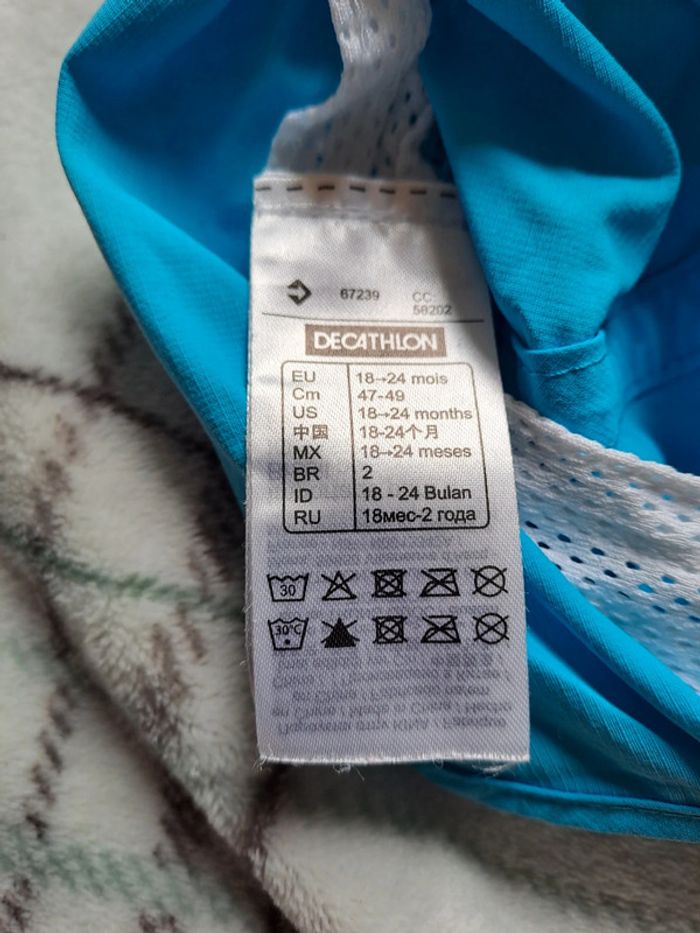 67239
CC:
56202
DECATHLON
EU 18→24 mois
Cm 47-49
US 18→24 months
中国 18-24个月
MX 18→24 meses
BR 2
ID 18 - 24 Bulan
RU 18мес-2 года
30
30°C